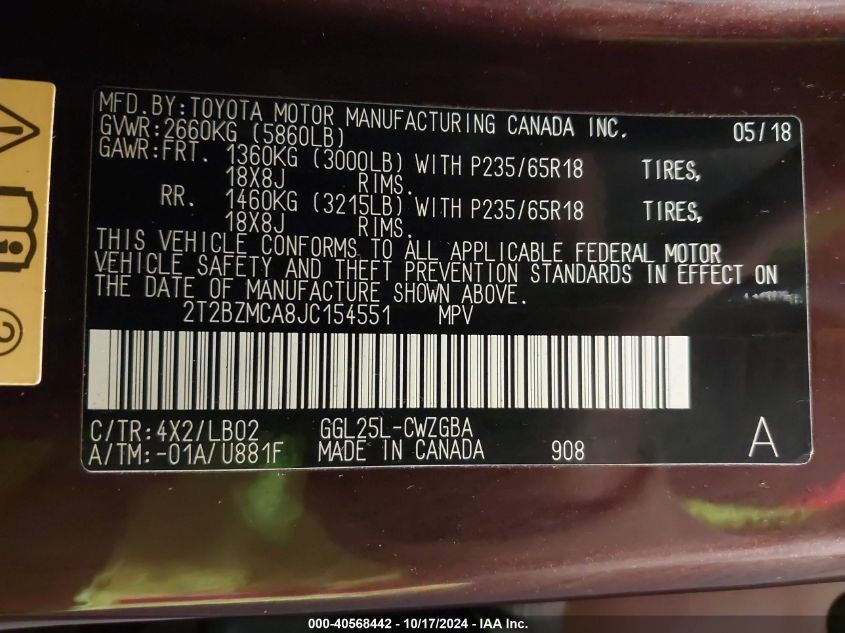 MFD.BY:TOYOTA MOTOR MANUFACTURING CANADA INC. 05/18
GVWR:2660KG (5860LB)
GAWR:FRT. 1360KG (3000LB) WITH P235/65R18 TIRES,
18X8J RIMS.
RR. 1460KG (3215LB) WITH P235/65R18 TIRES,
18X8J RIMS.
THIS VEHICLE CONFORMS TO ALL APPLICABLE FEDERAL MOTOR
VEHICLE SAFETY AND THEFT PREVENTION STANDARDS IN EFFECT ON
THE DATE OF MANUFACTURE SHOWN ABOVE.
2T2BZMCA8JC154551 MPV
C/TR:4X2/LB02 GGL25L-CWZGBA
A/TM:-01A/U881F MADE IN CANADA 908 A
000-40568442 - 10/17/2024 - IAA Inc.